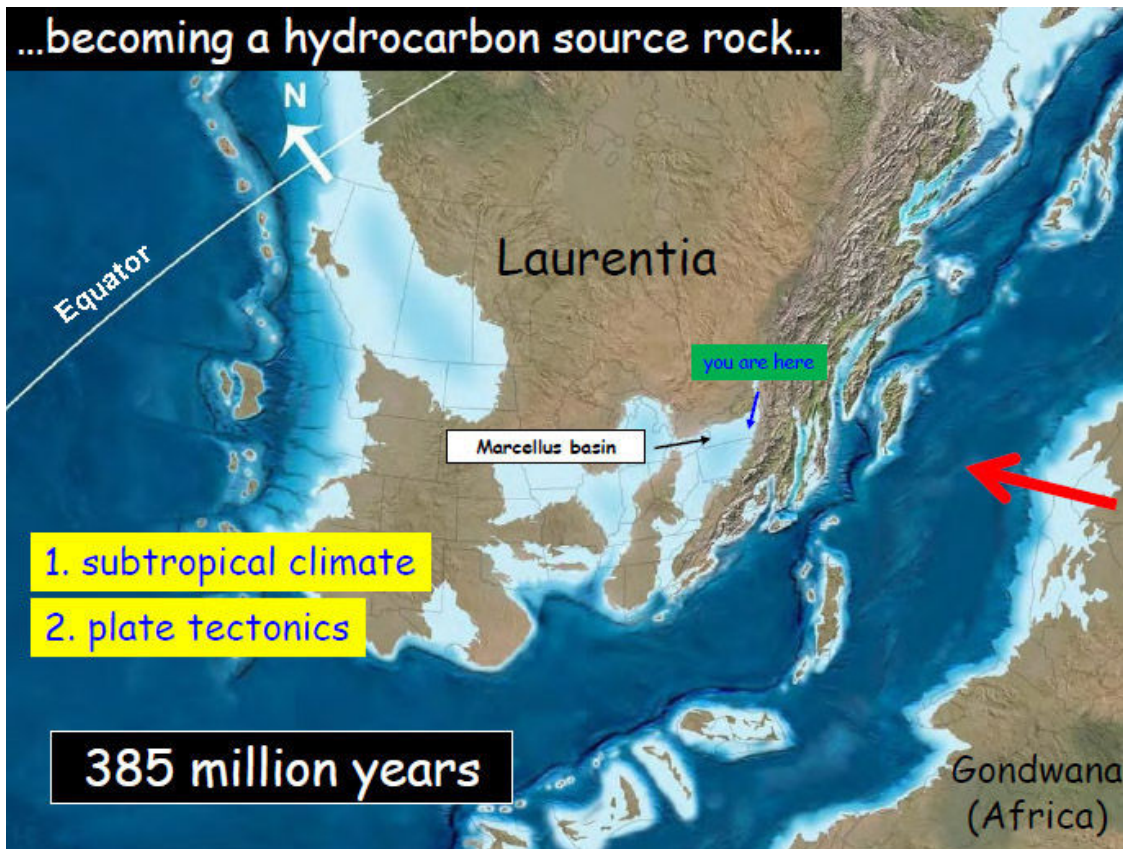 ...becoming a hydrocarbon source rock...
N
Equator
Laurentia
you are here
Marcellus basin
1. subtropical climate
2. plate tectonics
385 million years
Gondwana
(Africa)